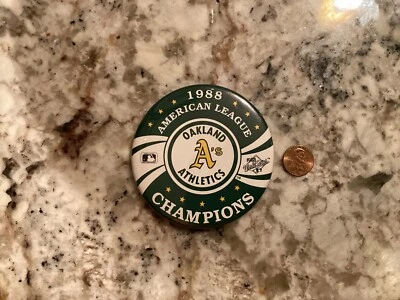 1988
AMERICAN LEAGUE
OAKLAND
A's
ATHLETICS
CHAMPIONS